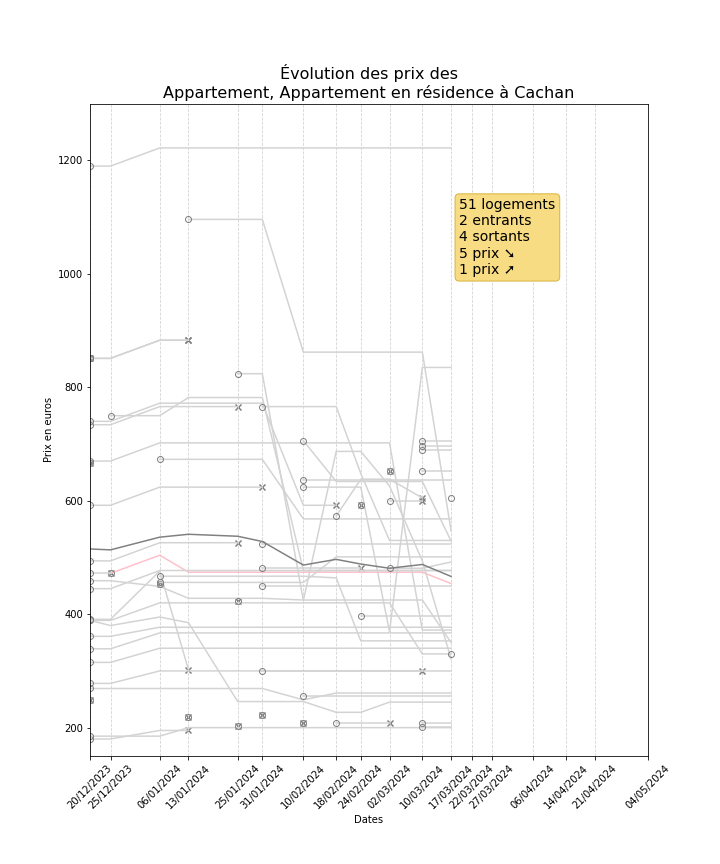 Évolution des prix des
Appartement, Appartement en résidence à Cachan
Prix en euros
1200
1000
800
600
400
200
51 logements
2 entrants
4 sortants
5 prix ↘
1 prix ↗
20/12/2023
25/12/2023
06/01/2024
13/01/2024
25/01/2024
31/01/2024
10/02/2024
18/02/2024
24/02/2024
02/03/2024
10/03/2024
17/03/2024
22/03/2024
27/03/2024
06/04/2024
14/04/2024
21/04/2024
04/05/2024
Dates